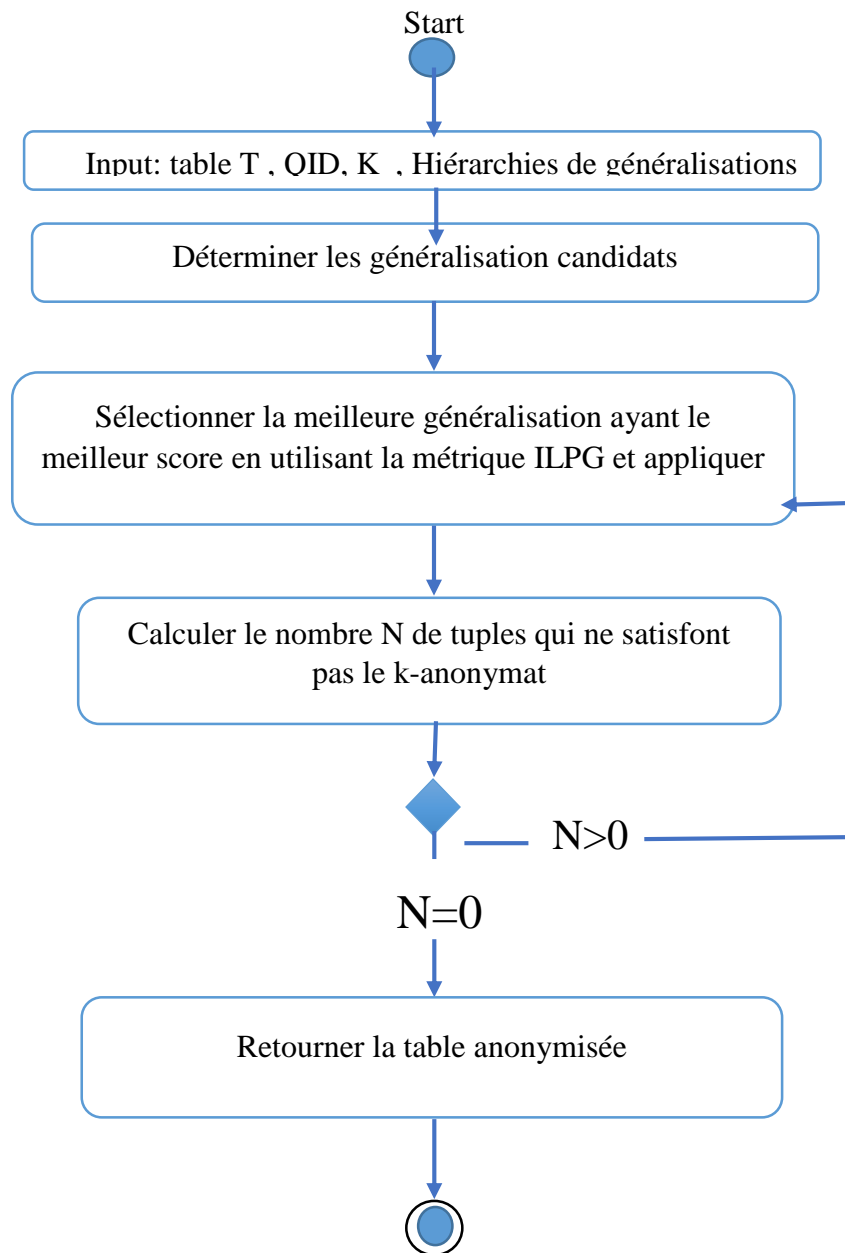 Start
Input: table T , QID, K , Hiérarchies de généralisations
Déterminer les généralisation candidats
Sélectionner la meilleure généralisation ayant le
meilleur score en utilisant la métrique ILPG et appliquer
Calculer le nombre N de tuples qui ne satisfont
pas le k-anonymat
N>0
N=0
Retourner la table anonymisée